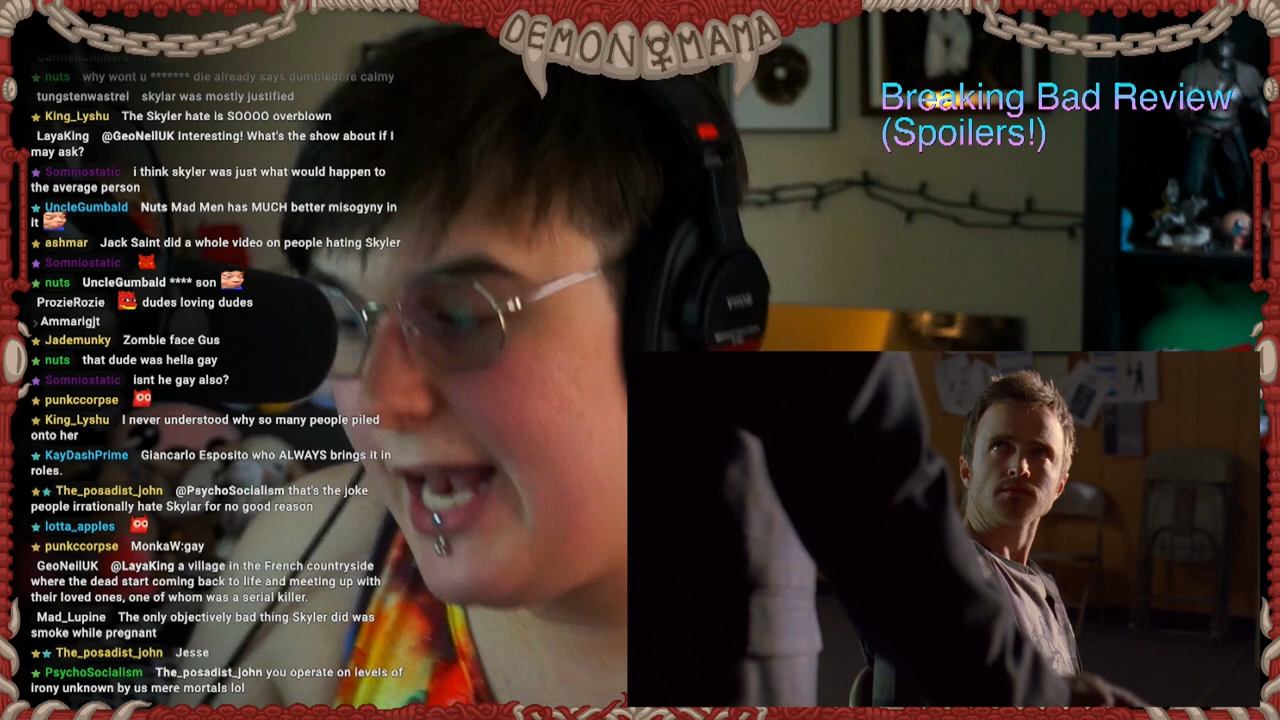 DEMON MAMA
Breaking Bad Review
(Spoilers!)
nuts why wont u ******* die already says dumbledore calmy
tungstenwastrel skylar was mostly justified
King_Lyshu The Skyler hate is SOOOO overblown
LayaKing @GeoNeilUK Interesting! What's the show about if I
may ask?
Somniostatic i think skyler was just what would happen to
the average person
UncleGumbald Nuts Mad Men has MUCH better misogyny in
it
ashmar Jack Saint did a whole video on people hating Skyler
Somniostatic
nuts UncleGumbald **** son
ProzieRozie dudes loving dudes
Ammarigjt
Jademunky Zombie face Gus
nuts that dude was hella gay
Somniostatic isnt he gay also?
punkccorpse
King_Lyshu I never understood why so many people piled
onto her
KayDashPrime Giancarlo Esposito who ALWAYS brings it in
roles.
The_posadist_john @PsychoSocialism that's the joke
people irrationally hate Skylar for no good reason
lotta_apples
punkccorpse MonkaW:gay
GeoNeilUK @LayaKing a village in the French countryside
where the dead start coming back to life and meeting up with
their loved ones, one of whom was a serial killer.
Mad_Lupine The only objectively bad thing Skyler did was
smoke while pregnant
The_posadist_john Jesse
PsychoSocialism The_posadist_john you operate on levels of
Irony unknown by us mere mortals lol